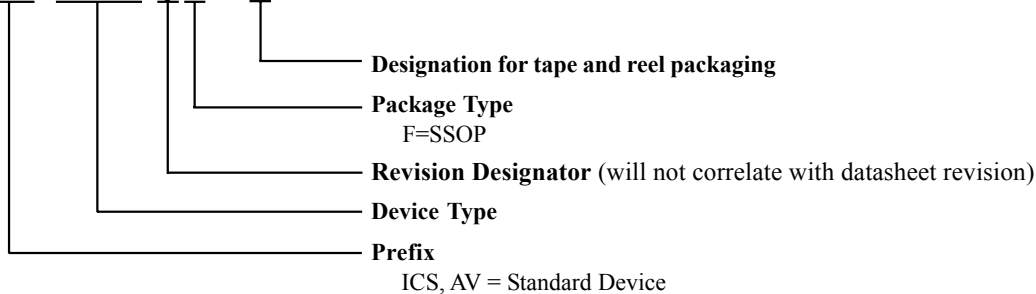 Designation for tape and reel packaging
Package Type
F=SSOP
Revision Designator (will not correlate with datasheet revision)
Device Type
Prefix
ICS, AV = Standard Device